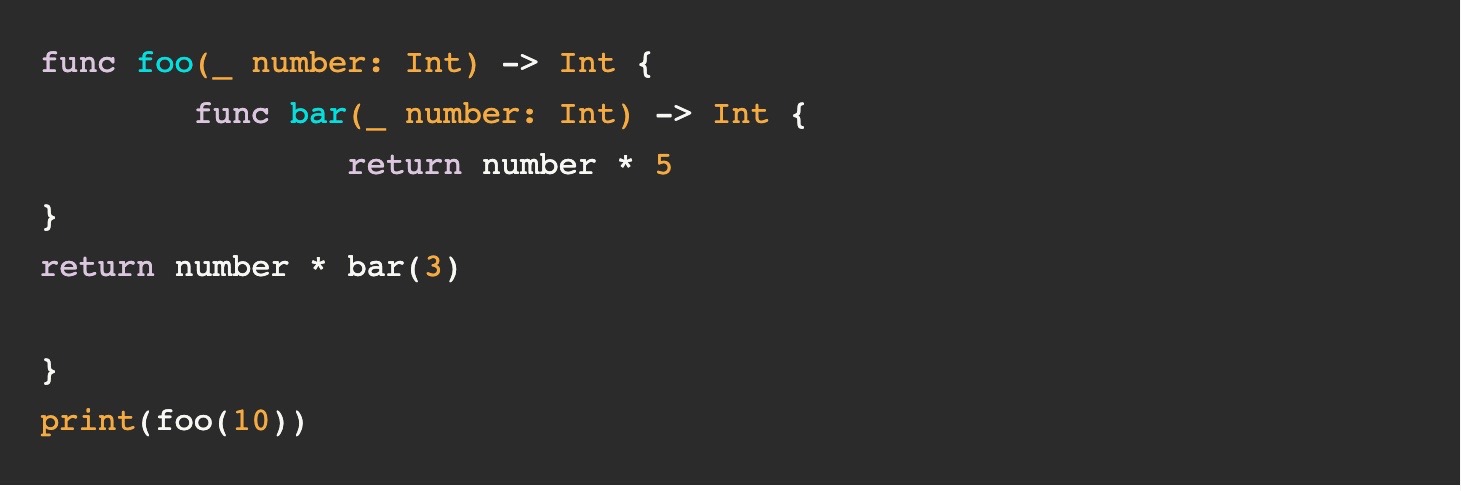 func foo(_ number: Int) -> Int {
        func bar(_ number: Int) -> Int {
                return number * 5
}
return number * bar(3)

}
print(foo(10))